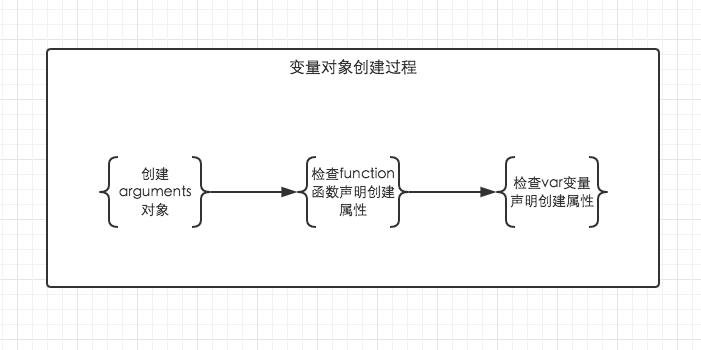 变量对象创建过程
创建
arguments
对象
检查function
函数声明创建
属性
检查var变量
声明创建属性